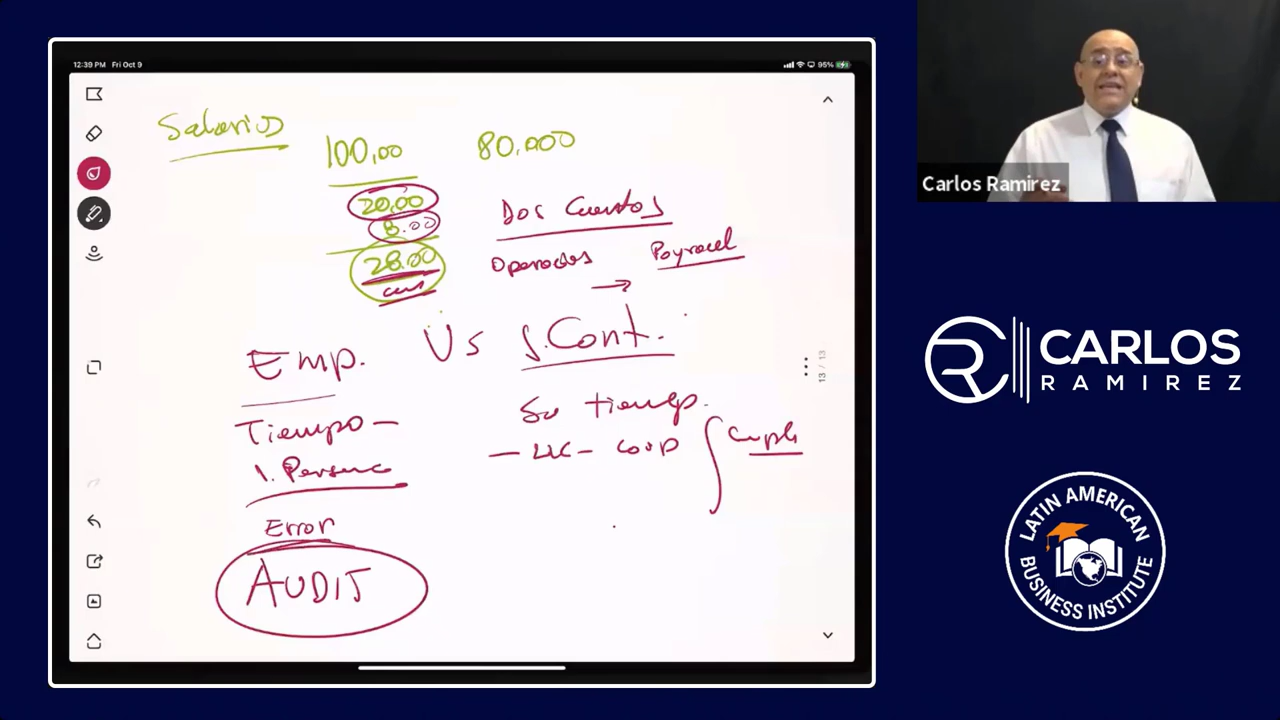 12:39 PM Fri Oct 9
95%
Salarios
100,00
80.000
20,00
8.00
28.00
Dos Cuentas
Payroll
Emp.
Vs
S.Cont.
Tiempo -
1. Persona
Error
AUDIT
Su tiemp.
- LLC - Corp
13 / 13
Carlos Ramirez
CARLOS
RAMIREZ
LATIN AMERICAN
BUSINESS INSTITUTE